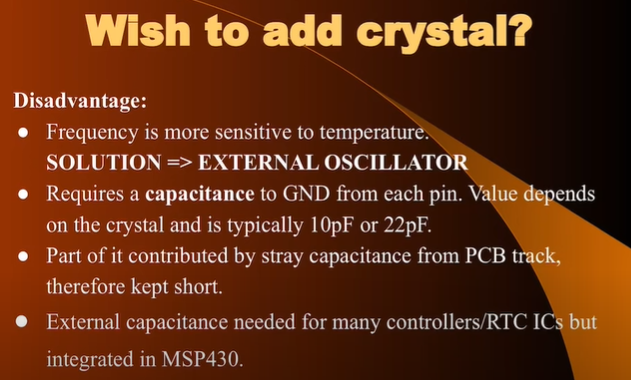 Wish to add crystal?
Disadvantage:
● Frequency is more sensitive to temperature.
SOLUTION => EXTERNAL OSCILLATOR
● Requires a capacitance to GND from each pin. Value depends
on the crystal and is typically 10pF or 22pF.
● Part of it contributed by stray capacitance from PCB track,
therefore kept short.
● External capacitance needed for many controllers/RTC ICs but
integrated in MSP430.